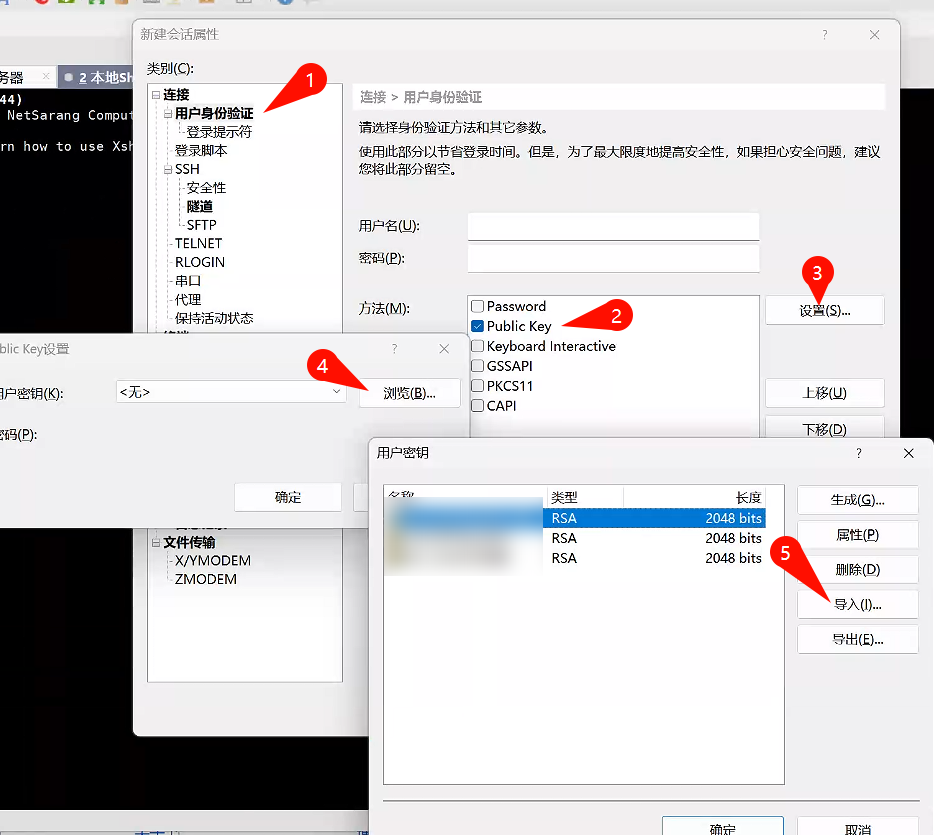 新建会话属性
?
类别(C):
务器
2 本地Sh
44)
NetSarang Comput
rn how to use Xsh
连接
用户身份验证
登录提示符
登录脚本
SSH
安全性
隧道
SFTP
TELNET
RLOGIN
串口
代理
保持活动状态
1
连接 > 用户身份验证
请选择身份验证方法和其它参数。
使用此部分以节省登录时间。但是，为了最大限度地提高安全性，如果担心安全问题，建议
您将此部分留空。
用户名(U):
密码(P):
方法(M):
Password
Public Key
Keyboard Interactive
GSSAPI
PKCS11
CAPI
2
3
设置(S)...
上移(U)
下移(D)
blic Key设置
?
用户密钥(K):
<无>
浏览(B)...
4
密码(P):
确定
文件传输
X/YMODEM
ZMODEM
用户密钥
?
名称
类型
长度
RSA
2048 bits
RSA
2048 bits
RSA
2048 bits
生成(G)...
属性(P)
删除(D)
导入(I)...
导出(E)...
5
确定
取消